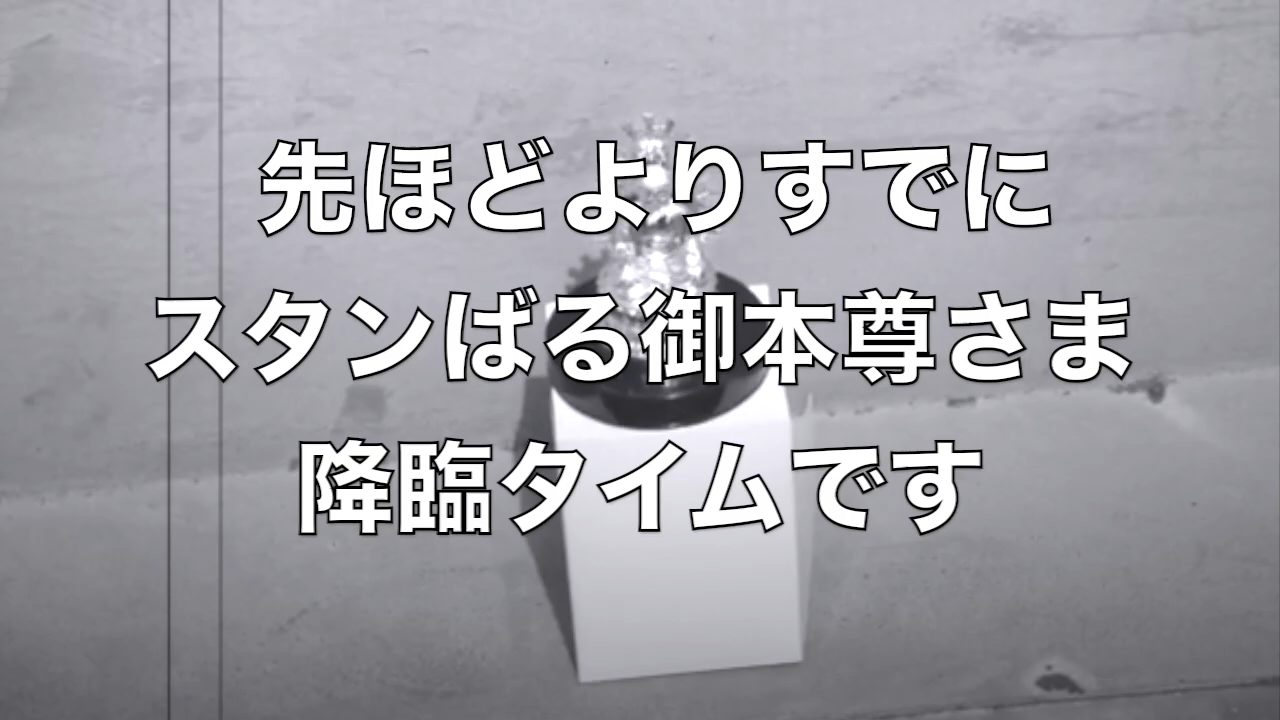 先ほどよりすでに
スタンばる御本尊さま
降臨タイムです